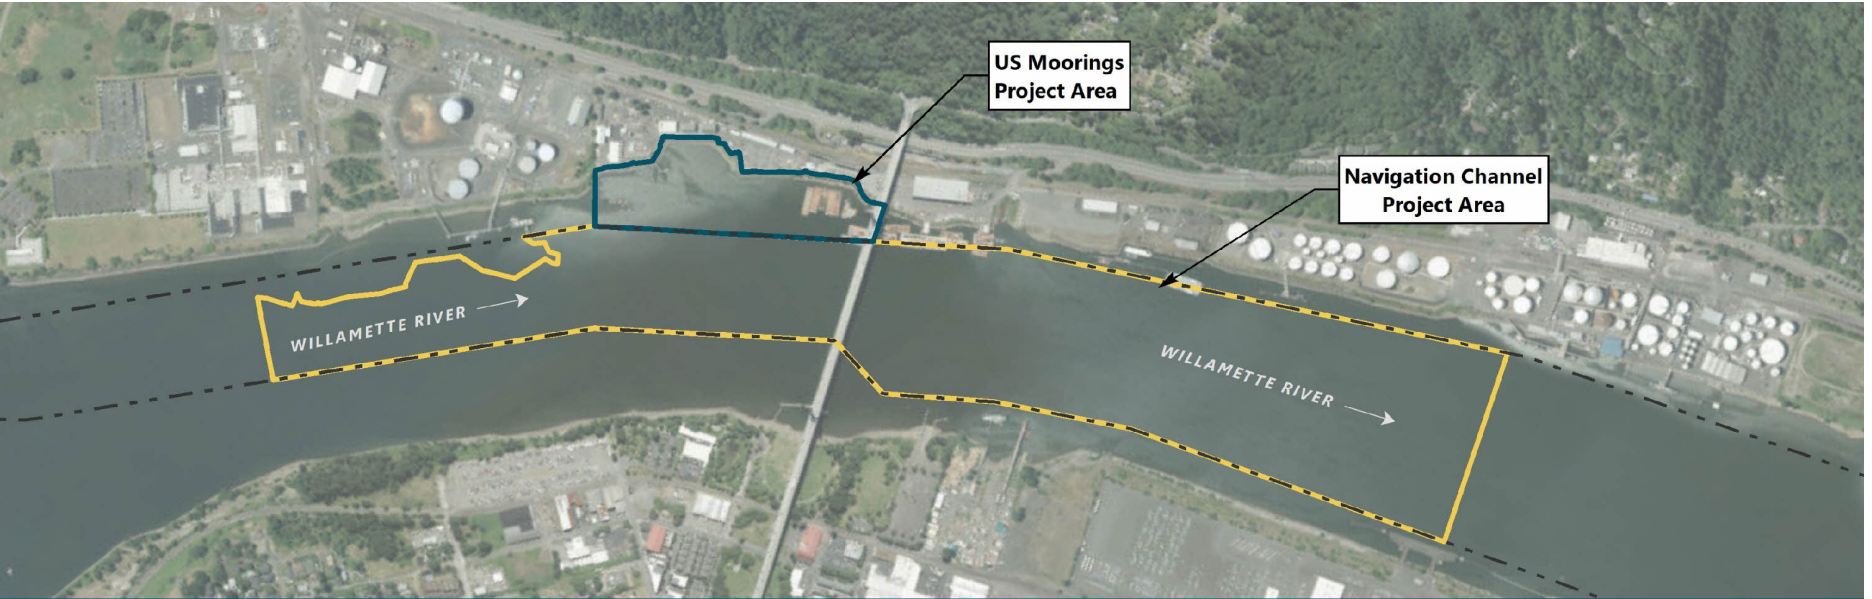 US Moorings
Project Area
Navigation Channel
Project Area
WILLAMETTE RIVER
WILLAMETTE RIVER